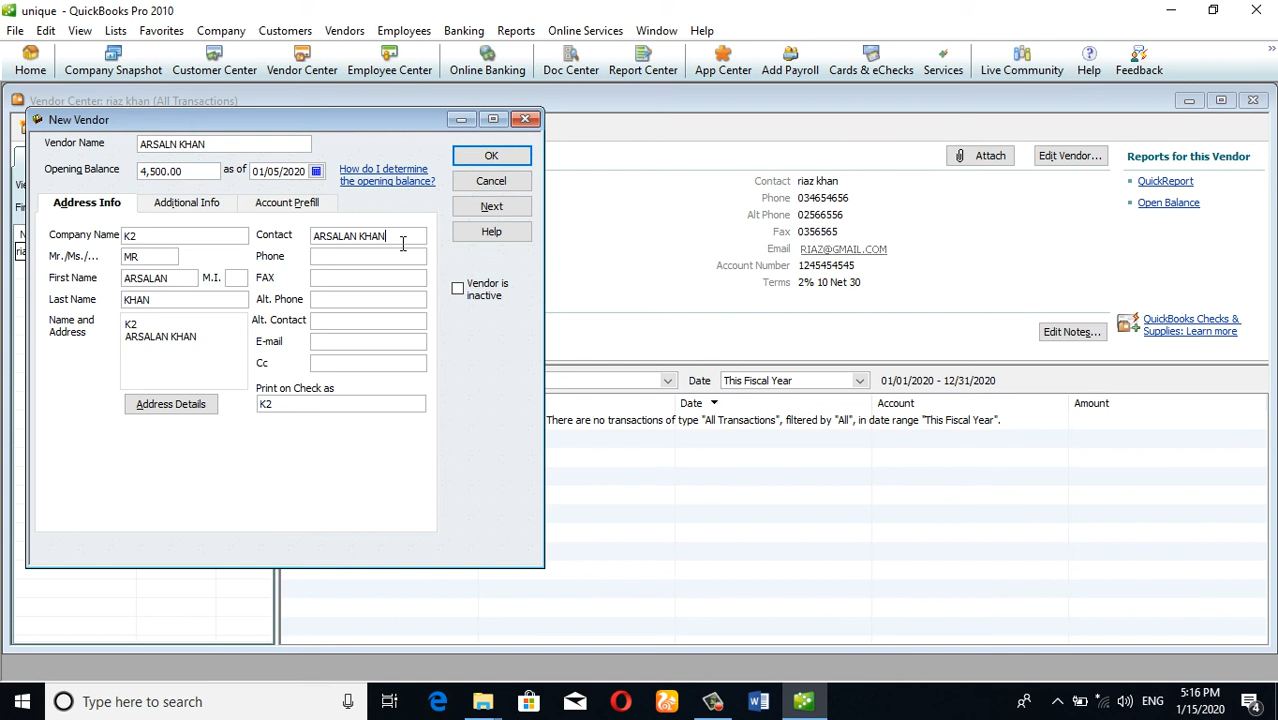 unique - QuickBooks Pro 2010
File Edit View Lists Favorites Company Customers Vendors Employees Banking Reports Online Services Window Help
Home Company Snapshot Customer Center Vendor Center Employee Center Online Banking Doc Center Report Center App Center Add Payroll Cards & eChecks Services Live Community Help Feedback
Vendor Center: riaz khan (All Transactions)
New Vendor
Vendor Name ARSALN KHAN
Opening Balance 4,500.00 as of 01/05/2020
How do I determine
the opening balance?
OK
Cancel
Next
Help
Vendor is
inactive
Address Info Additional Info Account Prefill
Company Name K2
Mr./Ms./... MR
First Name ARSALAN M.I.
Last Name KHAN
Name and
Address
K2
ARSALAN KHAN
Address Details
Contact ARSALAN KHAN
Phone
FAX
Alt. Phone
Alt. Contact
E-mail
Cc
Print on Check as
K2
Attach Edit Vendor...
Contact riaz khan
Phone 034654656
Alt Phone 02566556
Fax 0356565
Email RIAZ@GMAIL.COM
Account Number 1245454545
Terms 2% 10 Net 30
Edit Notes...
Reports for this Vendor
QuickReport
Open Balance
QuickBooks Checks &
Supplies: Learn more
Date This Fiscal Year 01/01/2020 - 12/31/2020
Date Account Amount
There are no transactions of type "All Transactions", filtered by "All", in date range "This Fiscal Year".
Type here to search
ENG
5:16 PM
1/15/2020
4